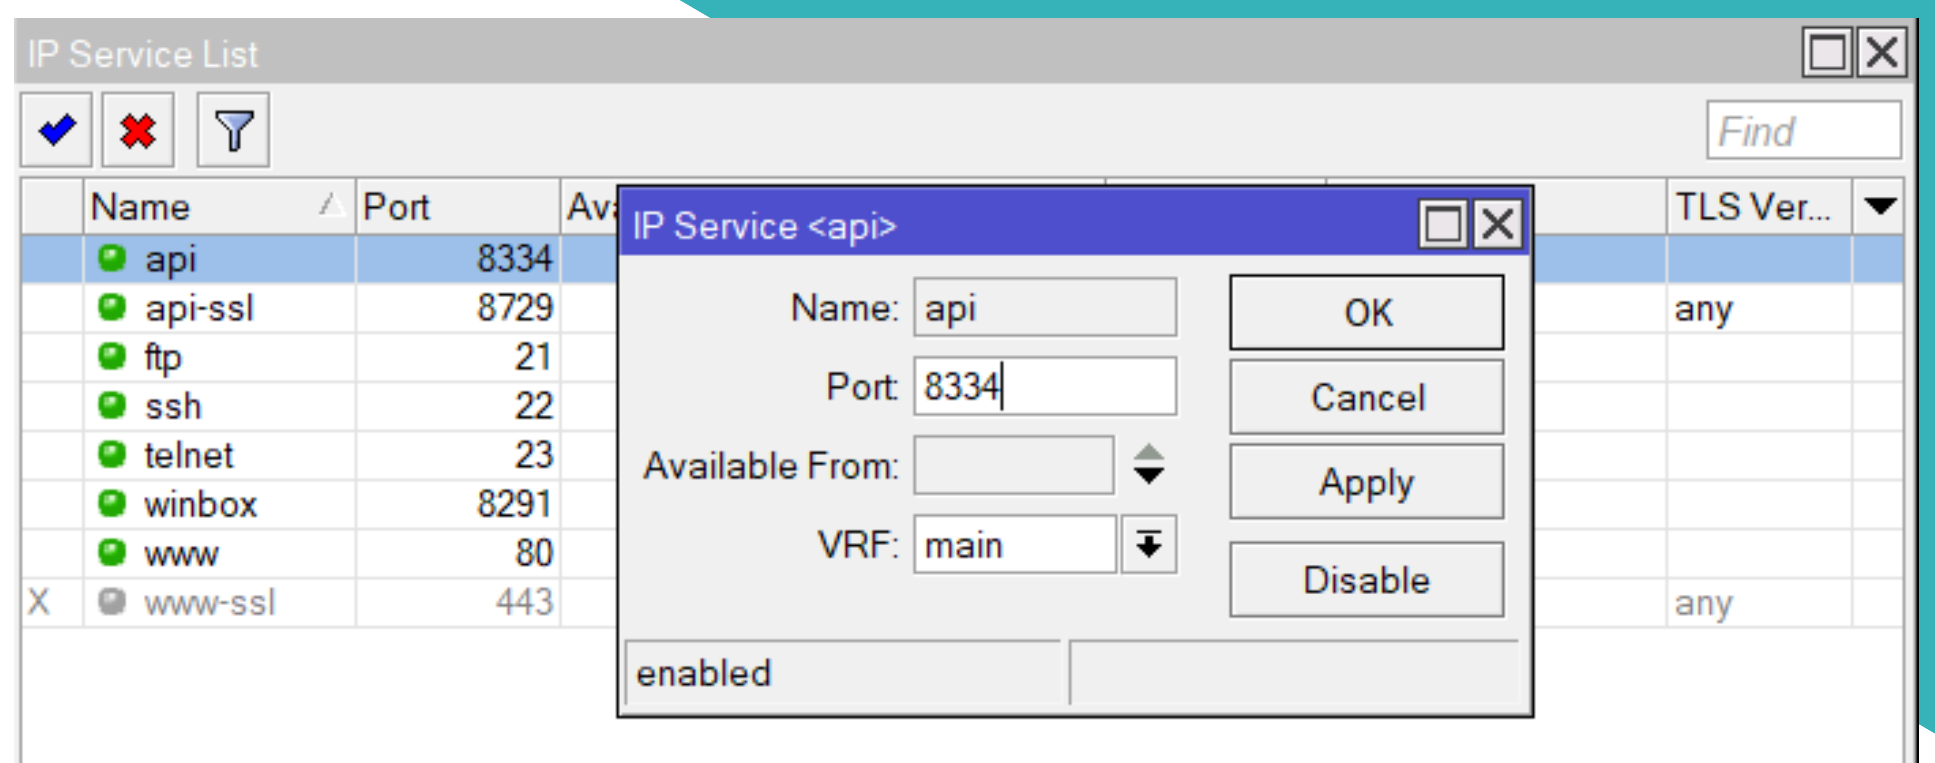 IP Service List
Find
Name Port Ava TLS Ver...
api 8334
api-ssl 8729 any
ftp 21
ssh 22
telnet 23
winbox 8291
www 80
X www-ssl 443 any
IP Service <api>
Name: api
Port: 8334
Available From:
VRF: main
OK
Cancel
Apply
Disable
enabled